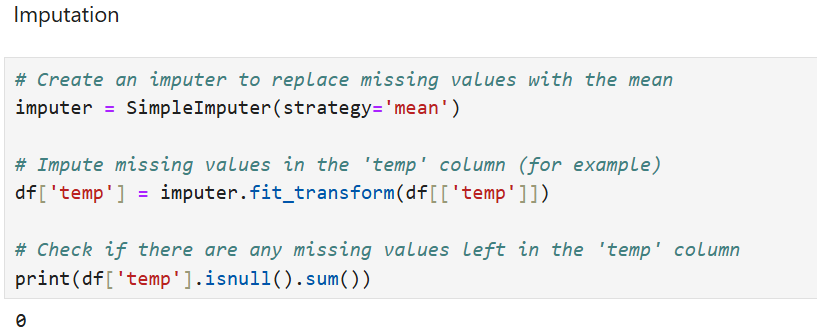 Imputation
# Create an imputer to replace missing values with the mean
imputer = SimpleImputer(strategy='mean')
# Impute missing values in the 'temp' column (for example)
df['temp'] = imputer.fit_transform(df[['temp']])
# Check if there are any missing values left in the 'temp' column
print(df['temp'].isnull().sum())
0